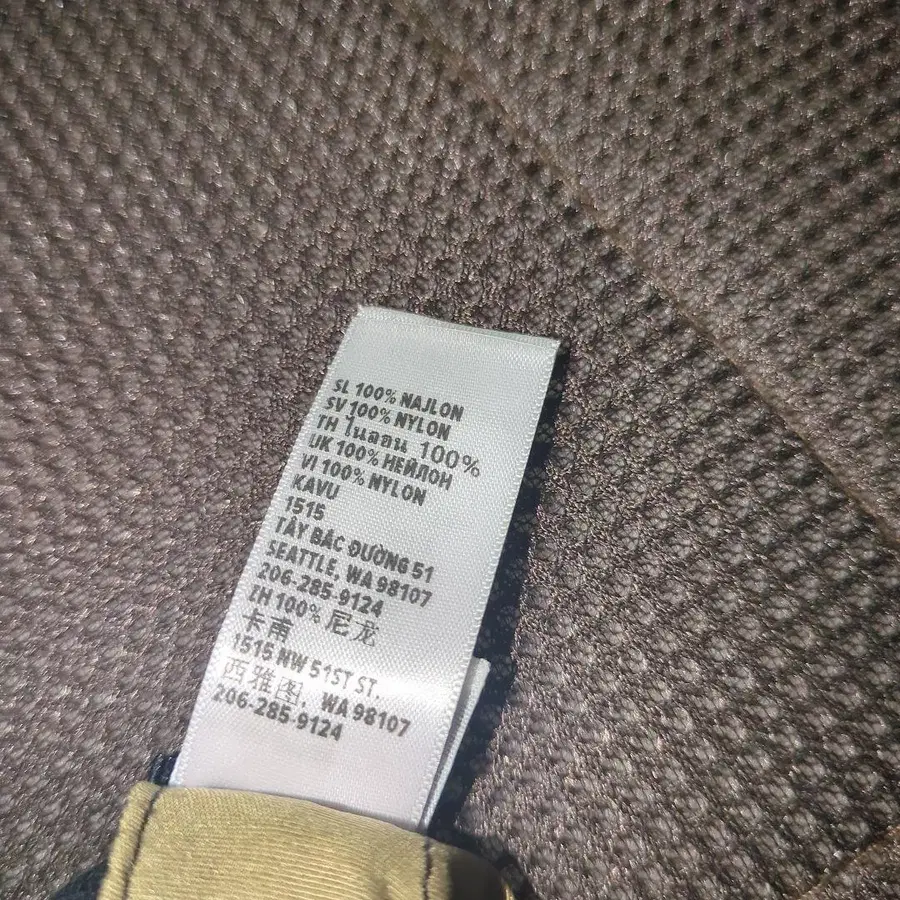 SL 100% NAJLON
SV 100% NYLON
TH ไนลอน 100%
UK 100% НЕЙЛОН
VI 100% NYLON
KAVU
1515
TÂY BẮC ĐƯỜNG 51
SEATTLE, WA 98107
206-285-9124
ZH 100% 尼龙
卡甫
1515 NW 51ST ST.
西雅图, WA 98107
206-285-9124